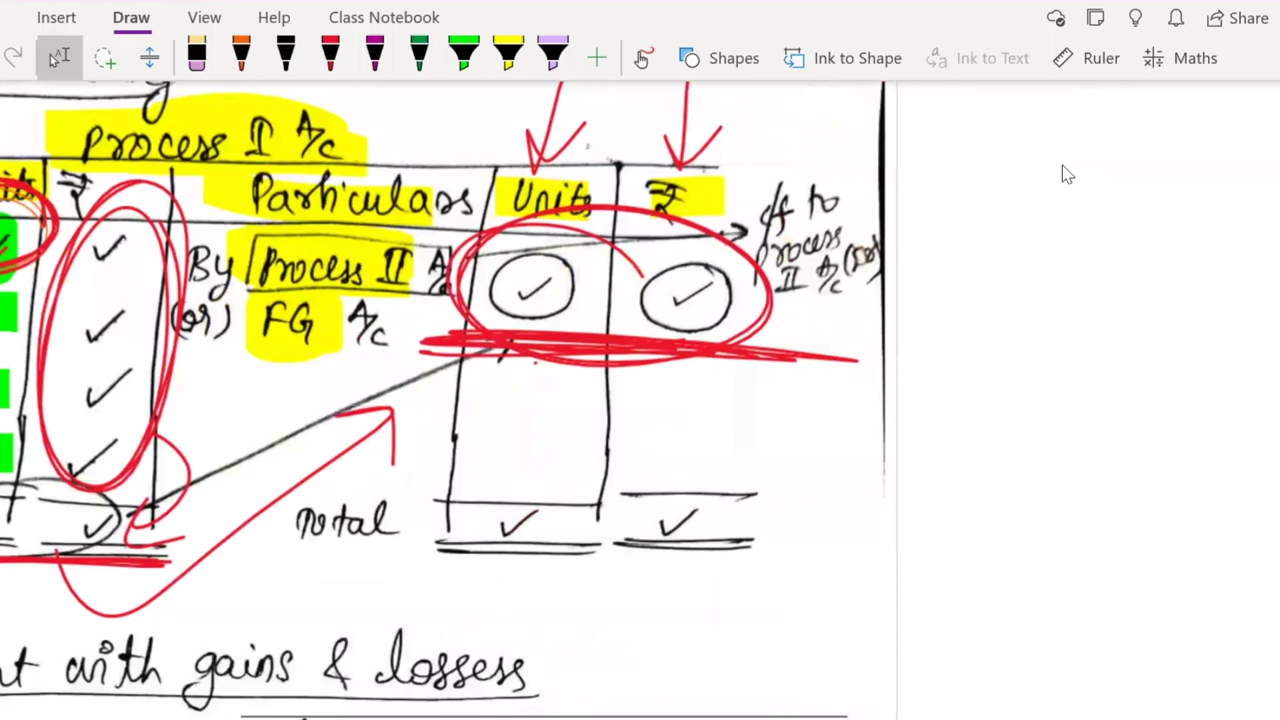 Insert Draw View Help Class Notebook Share
Shapes Ink to Shape Ink to Text Ruler Maths
Process I A/c
₹ Particulars Units ₹
By Process II A/c
(or) FG A/c
c/f to
Process
II A/c (or)
Total
with gains & lossess